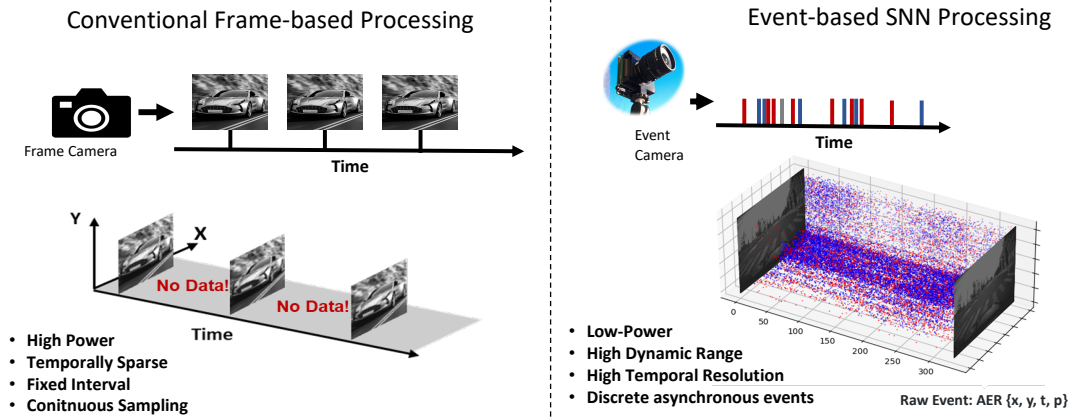 Conventional Frame-based Processing
Frame Camera
Time
Y
X
No Data!
No Data!
Time
• High Power
• Temporally Sparse
• Fixed Interval
• Conitnuous Sampling
Event-based SNN Processing
Event
Camera
Time
0
50
100
150
200
250
300
• Low-Power
• High Dynamic Range
• High Temporal Resolution
• Discrete asynchronous events
Raw Event: AER {x, y, t, p}